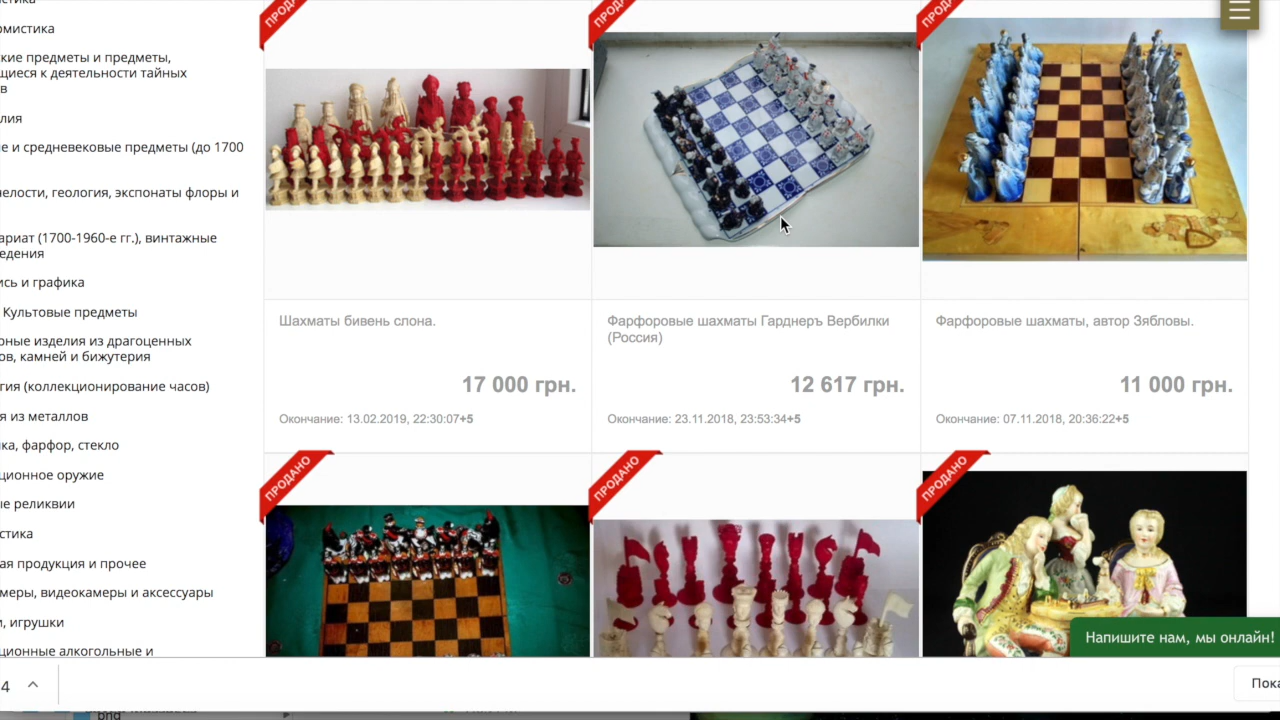 рмистика
кие предметы и предметы,
щиеся к деятельности тайных
в
лия
е и средневековые предметы (до 1700
елости, геология, экспонаты флоры и
ариат (1700-1960-е гг.), винтажные
едения
ись и графика
Культовые предметы
рные изделия из драгоценных
ов, камней и бижутерия
гия (коллекционирование часов)
я из металлов
ка, фарфор, стекло
ционное оружие
ые реликвии
стика
ая продукция и прочее
меры, видеокамеры и аксессуары
и, игрушки
ционные алкогольные и
ПРОДАНО
ПРОДАНО
ПРОДАНО
Шахматы бивень слона.
17 000 грн.
Окончание: 13.02.2019, 22:30:07+5
Фарфоровые шахматы Гарднеръ Вербилки
(Россия)
12 617 грн.
Окончание: 23.11.2018, 23:53:34+5
Фарфоровые шахматы, автор Зябловы.
11 000 грн.
Окончание: 07.11.2018, 20:36:22+5
ПРОДАНО
ПРОДАНО
ПРОДАНО
Напишите нам, мы онлайн!
4
Пока
png